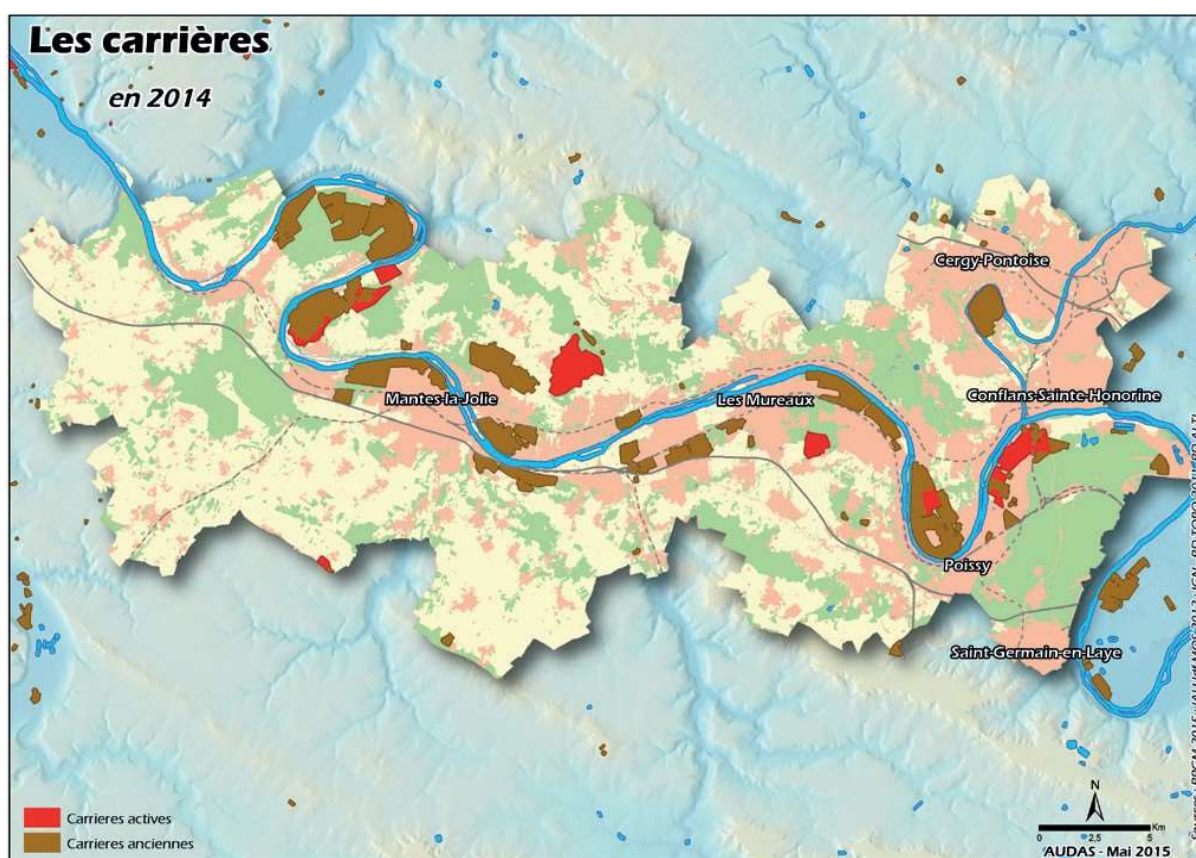 Les carrières
en 2014
Cergy-Pontoise
Mantes-la-Jolie
Les Mureaux
Conflans-Sainte-Honorine
Poissy
Saint-Germain-en-Laye
Carrieres actives
Carrieres anciennes
N
0 2,5 5
Km
AUDAS - Mai 2015